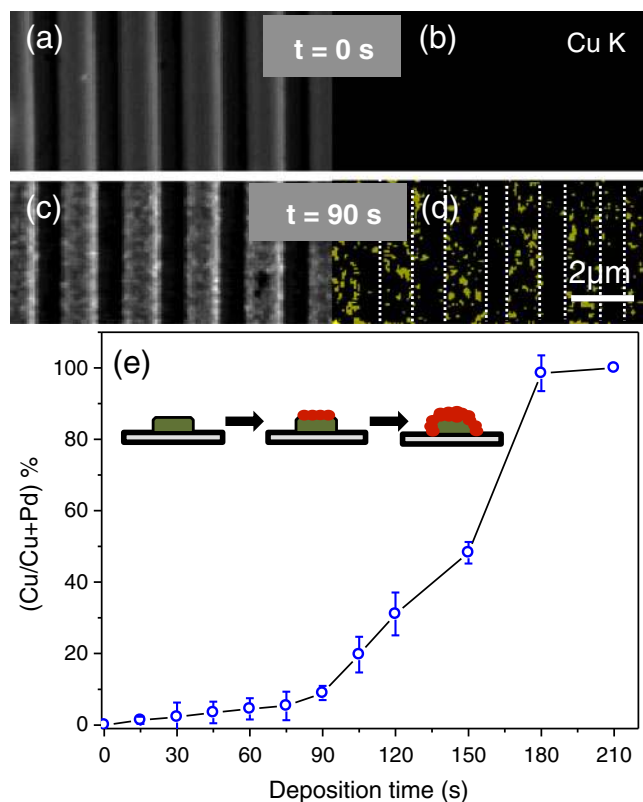 (a)
t = 0 s
(b)
Cu K
(c)
t = 90 s
(d)
2μm
(e)
100
80
60
40
20
0
(Cu/Cu+Pd) %
0 30 60 90 120 150 180 210
Deposition time (s)